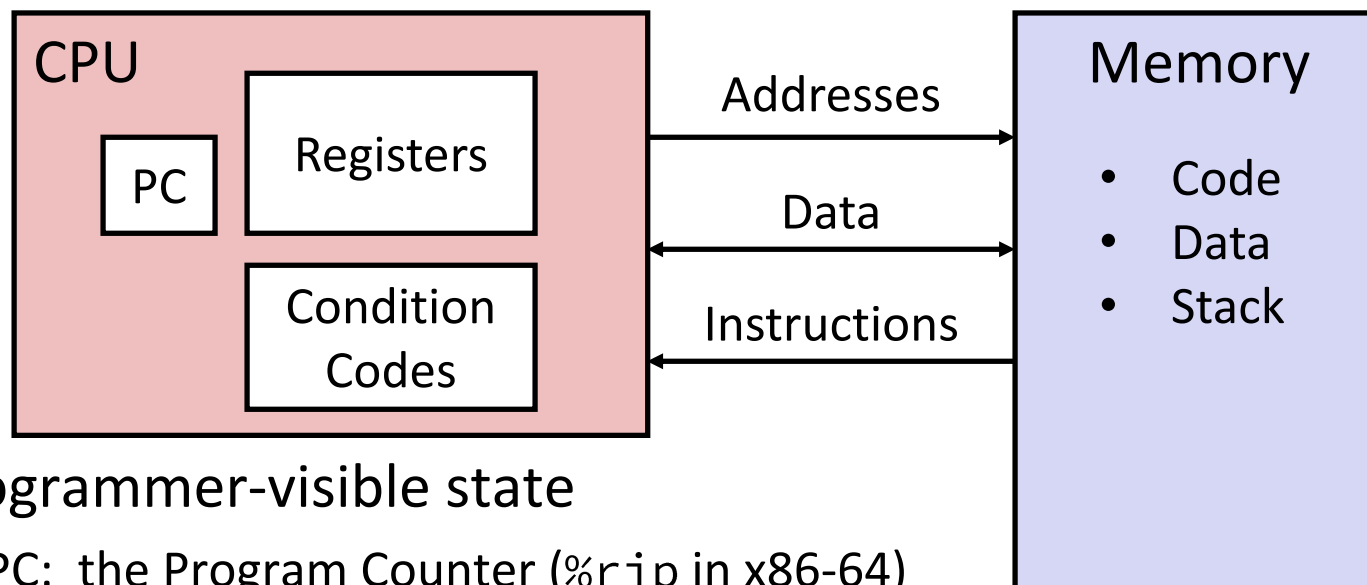 CPU
PC
Registers
Condition
Codes
Addresses
Data
Instructions
Memory
• Code
• Data
• Stack
ogrammer-visible state
PC: the Program Counter (%rip in x86-64)